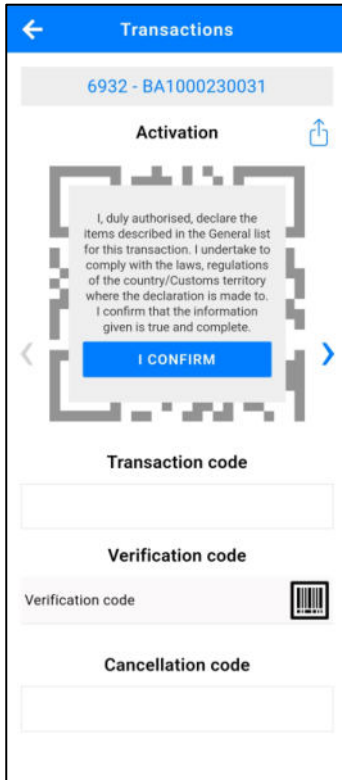 Transactions
6932 - BA1000230031
Activation
I, duly authorised, declare the
items described in the General list
for this transaction. I undertake to
comply with the laws, regulations
of the country/Customs territory
where the declaration is made to.
I confirm that the information
given is true and complete.
I CONFIRM
Transaction code
Verification code
Verification code
Cancellation code